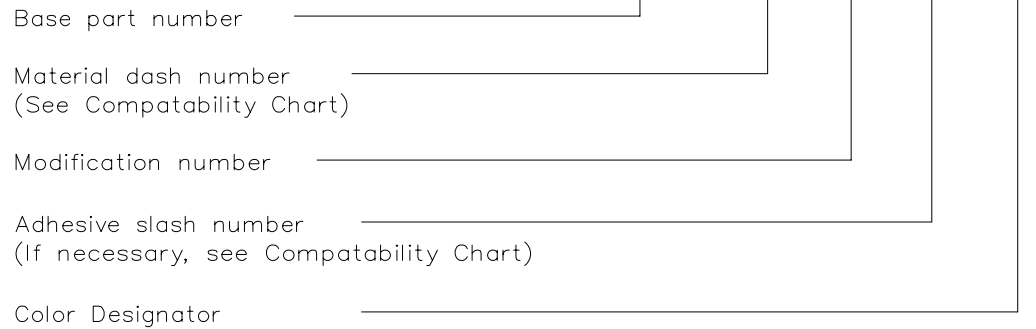 Base part number
Material dash number
(See Compatability Chart)
Modification number
Adhesive slash number
(If necessary, see Compatability Chart)
Color Designator